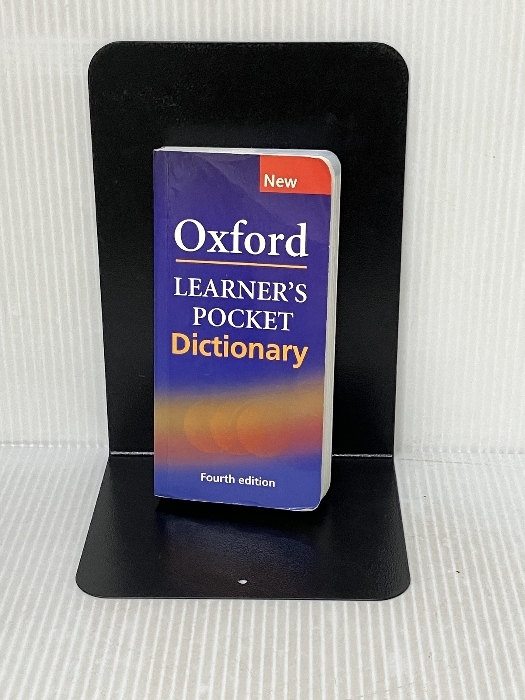 New
Oxford
LEARNER'S
POCKET
Dictionary
Fourth edition